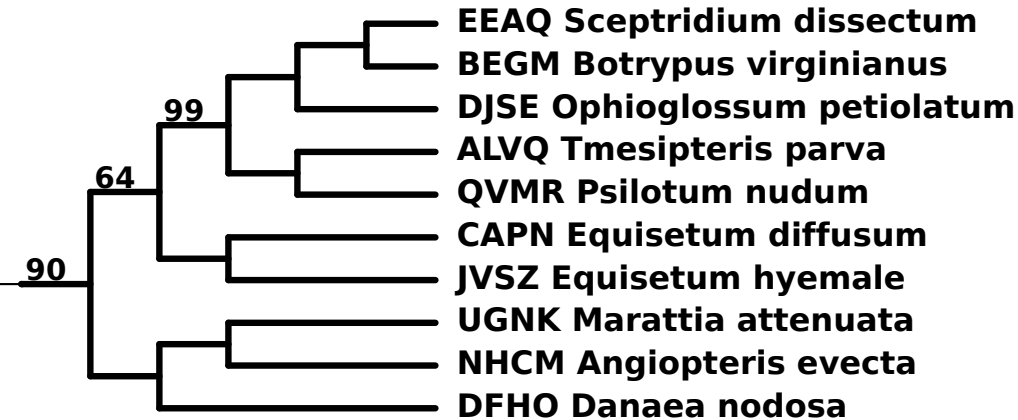 EEAQ Sceptridium dissectum
BEGM Botrypus virginianus
99 DJSE Ophioglossum petiolatum
ALVQ Tmesipteris parva
64 QVMR Psilotum nudum
CAPN Equisetum diffusum
90 JVSZ Equisetum hyemale
UGNK Marattia attenuata
NHCM Angiopteris evecta
DFHO Danaea nodosa